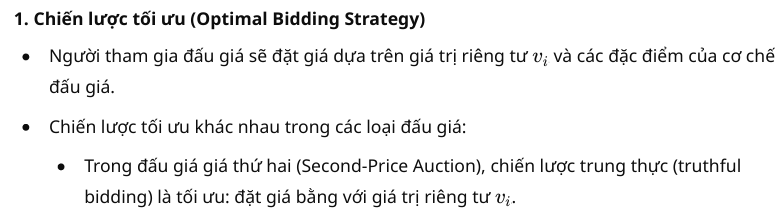 1. Chiến lược tối ưu (Optimal Bidding Strategy)
• Người tham gia đấu giá sẽ đặt giá dựa trên giá trị riêng tư vᵢ và các đặc điểm của cơ chế
đấu giá.
• Chiến lược tối ưu khác nhau trong các loại đấu giá:
• Trong đấu giá giá thứ hai (Second-Price Auction), chiến lược trung thực (truthful
bidding) là tối ưu: đặt giá bằng với giá trị riêng tư vᵢ.